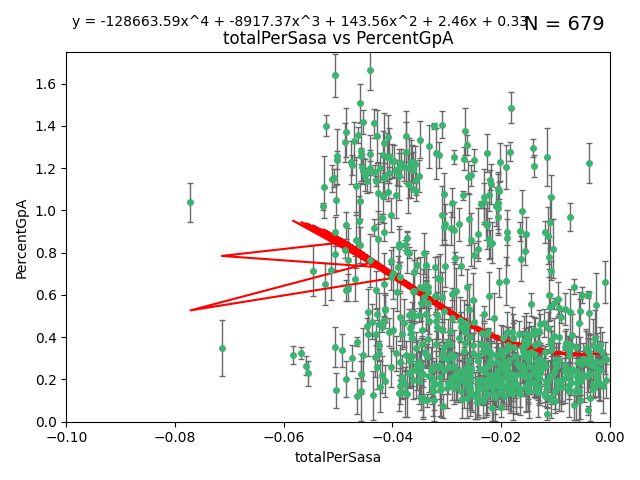 y = -128663.59x^4 + -8917.37x^3 + 143.56x^2 + 2.46x + 0.33
N = 679
totalPerSasa vs PercentGpA
PercentGpA
1.6
1.4
1.2
1.0
0.8
0.6
0.4
0.2
0.0
−0.10 −0.08 −0.06 −0.04 −0.02 0.00
totalPerSasa